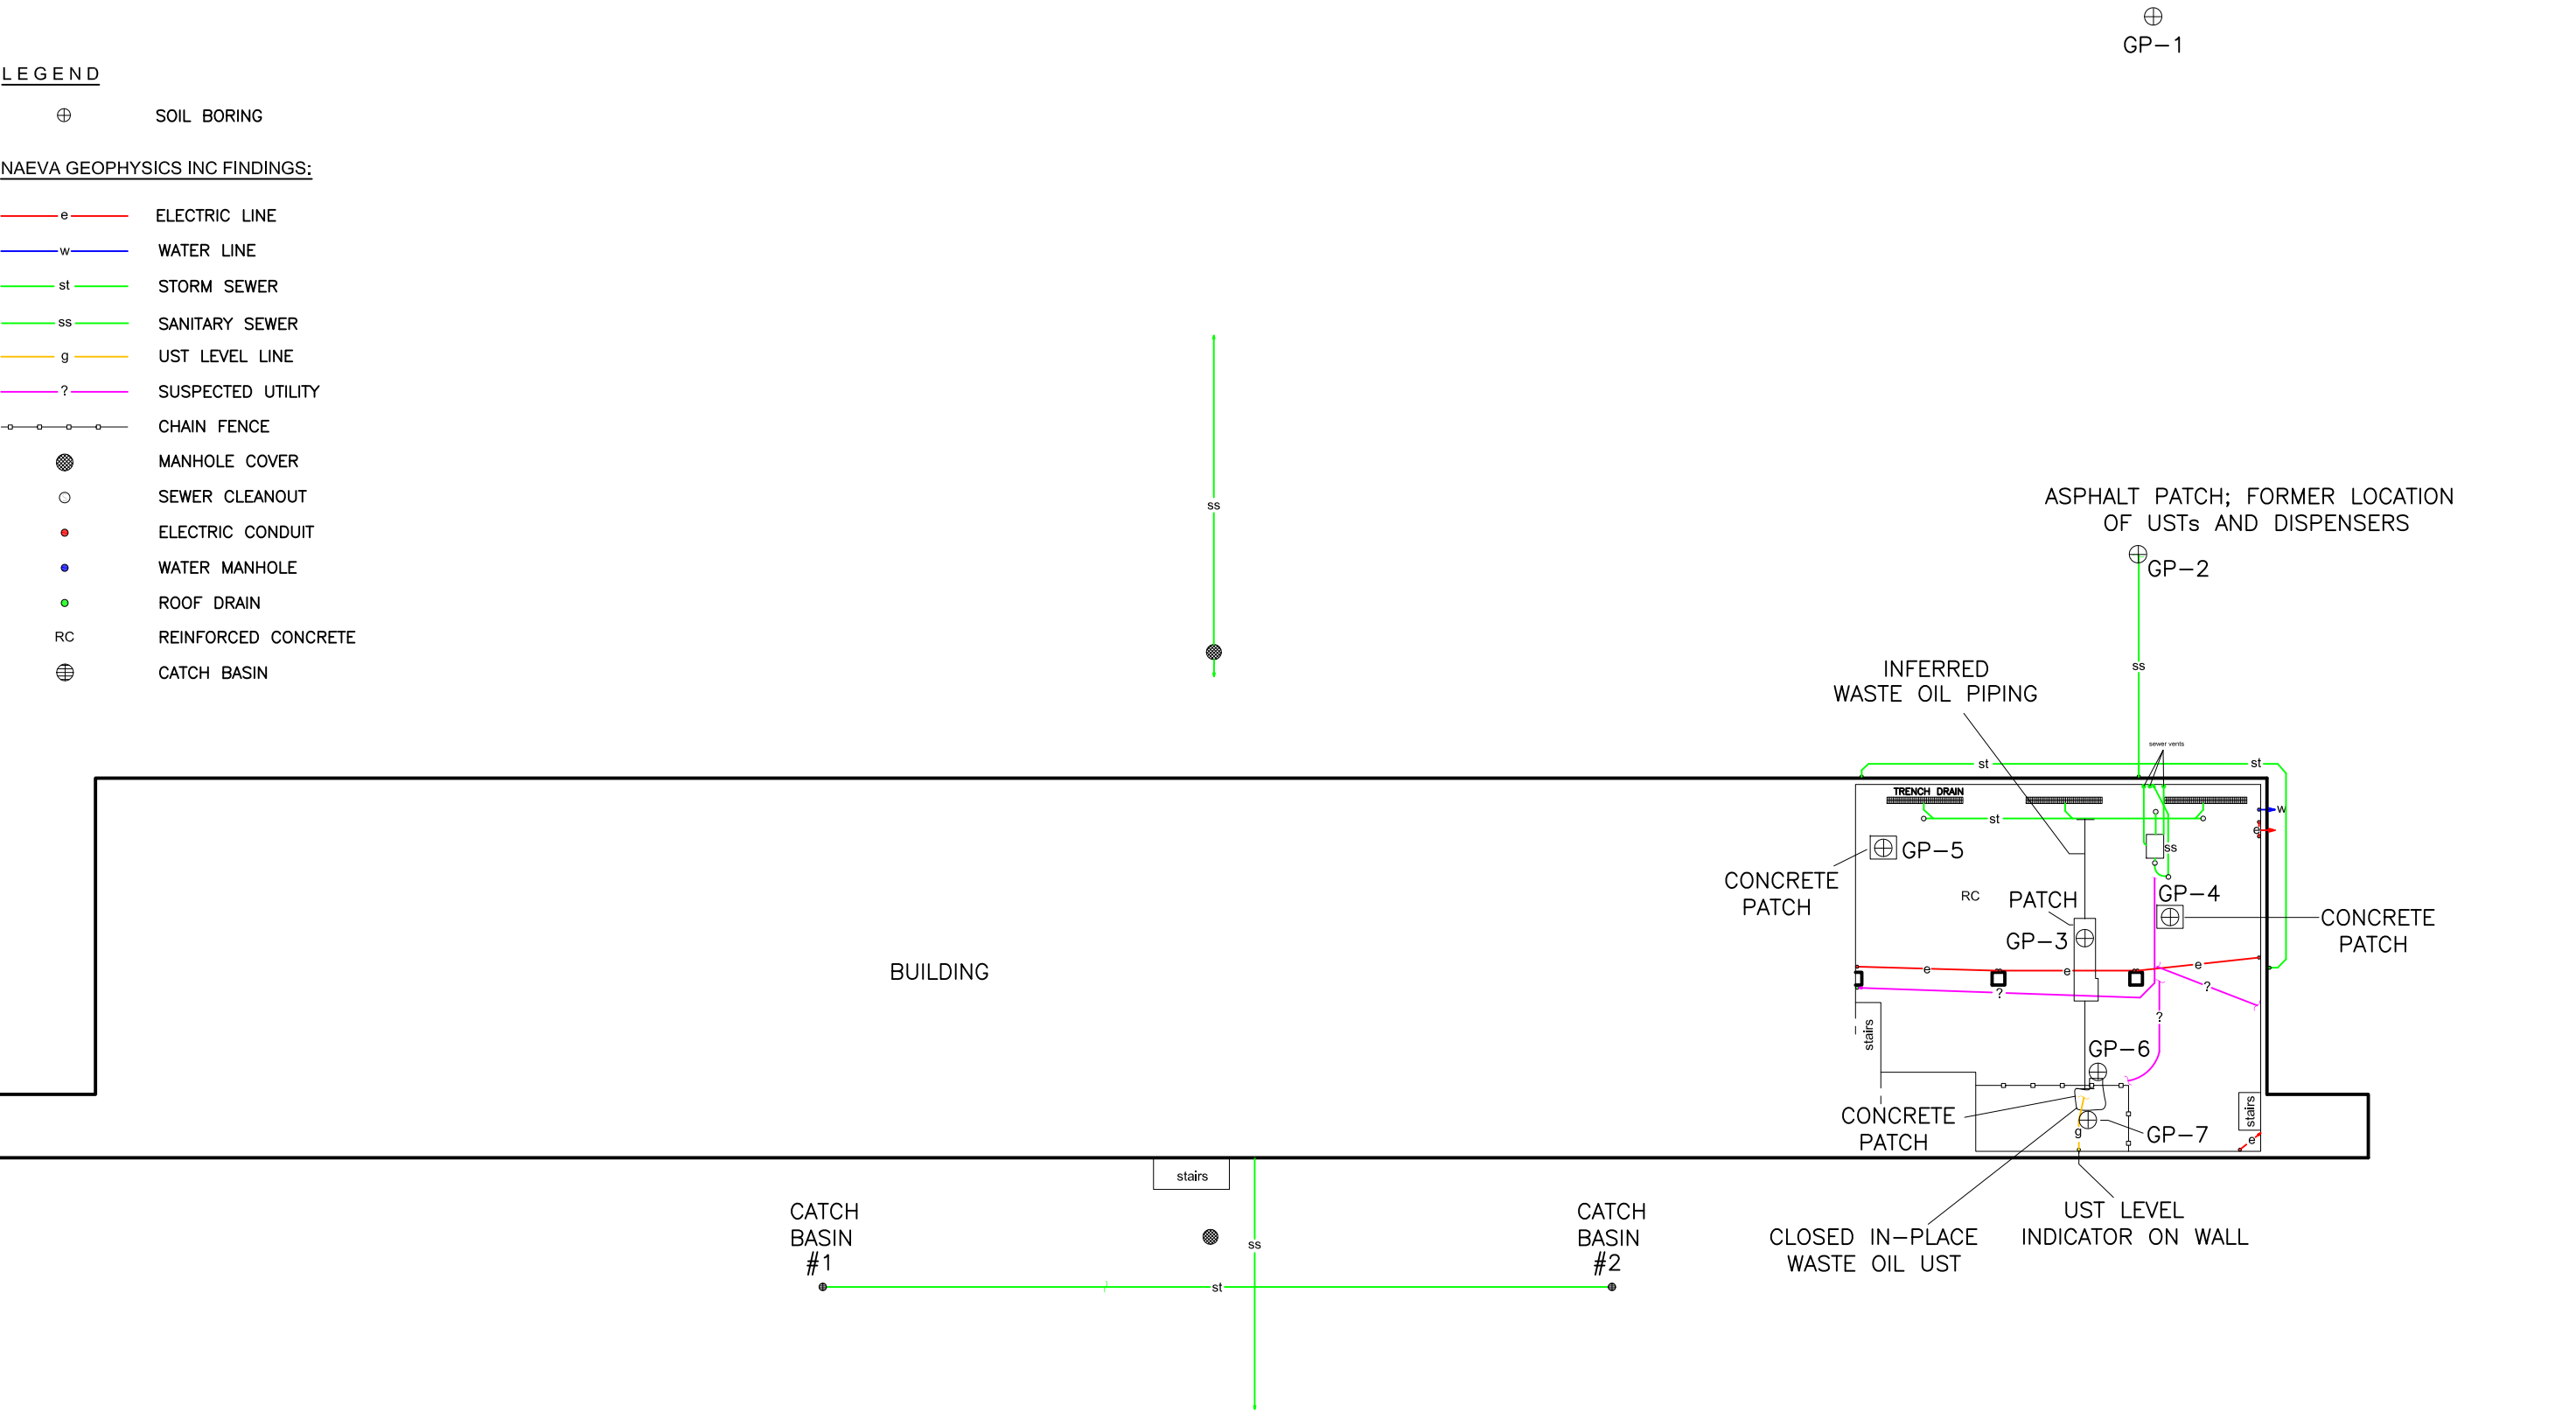 GP-1
LEGEND
SOIL BORING
NAEVA GEOPHYSICS INC FINDINGS:
e ELECTRIC LINE
w WATER LINE
st STORM SEWER
ss SANITARY SEWER
g UST LEVEL LINE
? SUSPECTED UTILITY
CHAIN FENCE
MANHOLE COVER
SEWER CLEANOUT
ELECTRIC CONDUIT
WATER MANHOLE
ROOF DRAIN
RC REINFORCED CONCRETE
CATCH BASIN
ss
ASPHALT PATCH; FORMER LOCATION
OF USTs AND DISPENSERS
GP-2
ss
INFERRED
WASTE OIL PIPING
sewer vents
st
st
TRENCH DRAIN
w
st
e
ss
GP-5
CONCRETE
PATCH
RC
PATCH
GP-4
CONCRETE
PATCH
GP-3
BUILDING
e
e
e
?
?
?
stairs
GP-6
CONCRETE
PATCH
GP-7
g
stairs
e
stairs
CATCH
BASIN
#1
ss
st
CATCH
BASIN
#2
CLOSED IN-PLACE
WASTE OIL UST
UST LEVEL
INDICATOR ON WALL